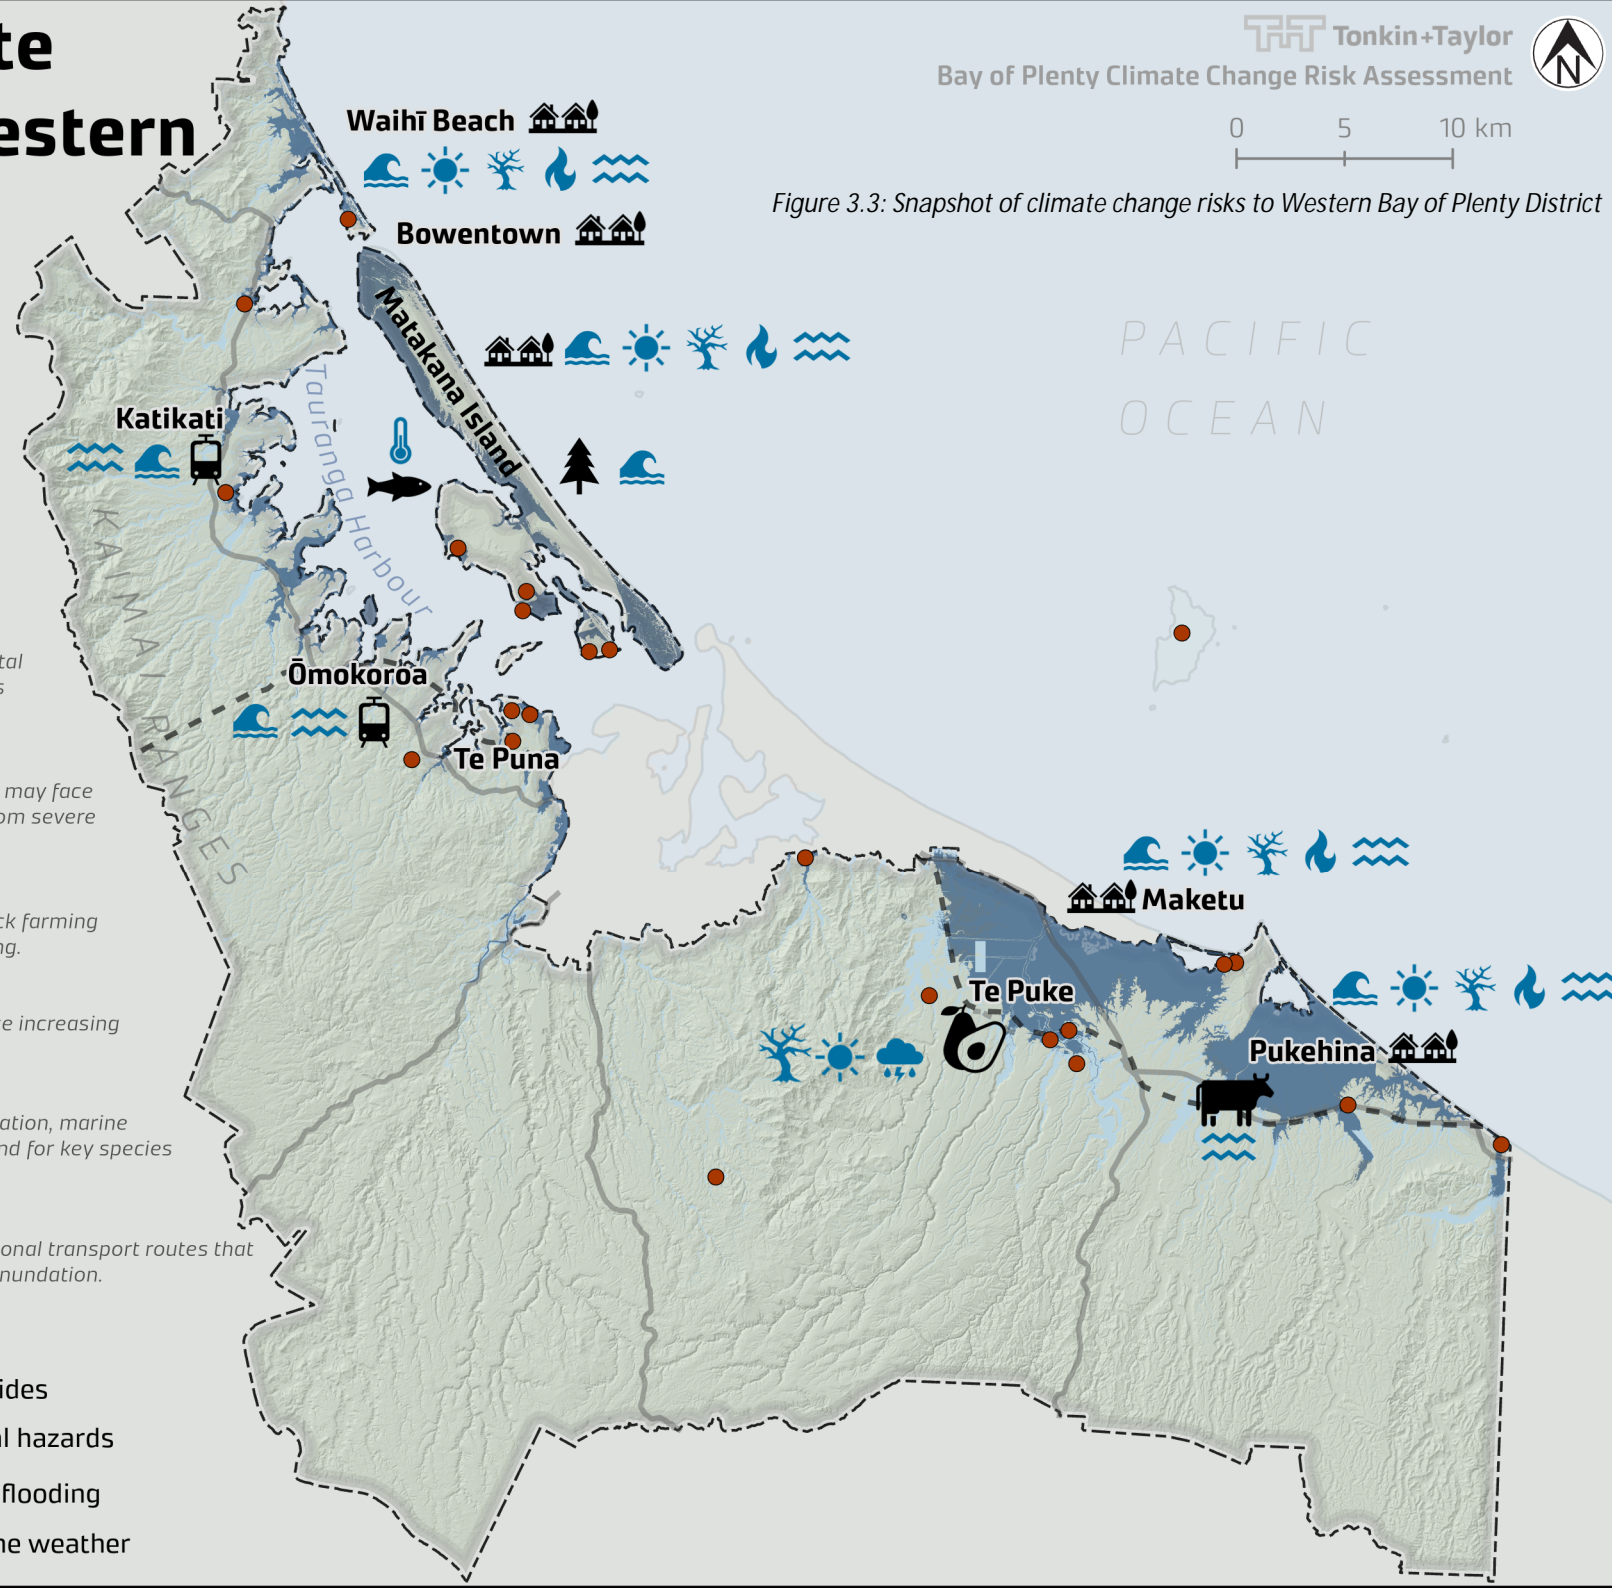 te
estern
Tonkin+Taylor
Bay of Plenty Climate Change Risk Assessment
N
0 5 10 km
Figure 3.3: Snapshot of climate change risks to Western Bay of Plenty District
Waihī Beach
Bowentown
Matakana Island
PACIFIC
OCEAN
Katikati
Tauranga Harbour
KAIMAI RANGES
Ōmokoroa
Te Puna
Maketu
Te Puke
Pukehina
tal
s
may face
om severe
ck farming
ng.
e increasing
ation, marine
nd for key species
onal transport routes that
nundation.
ides
al hazards
flooding
ne weather